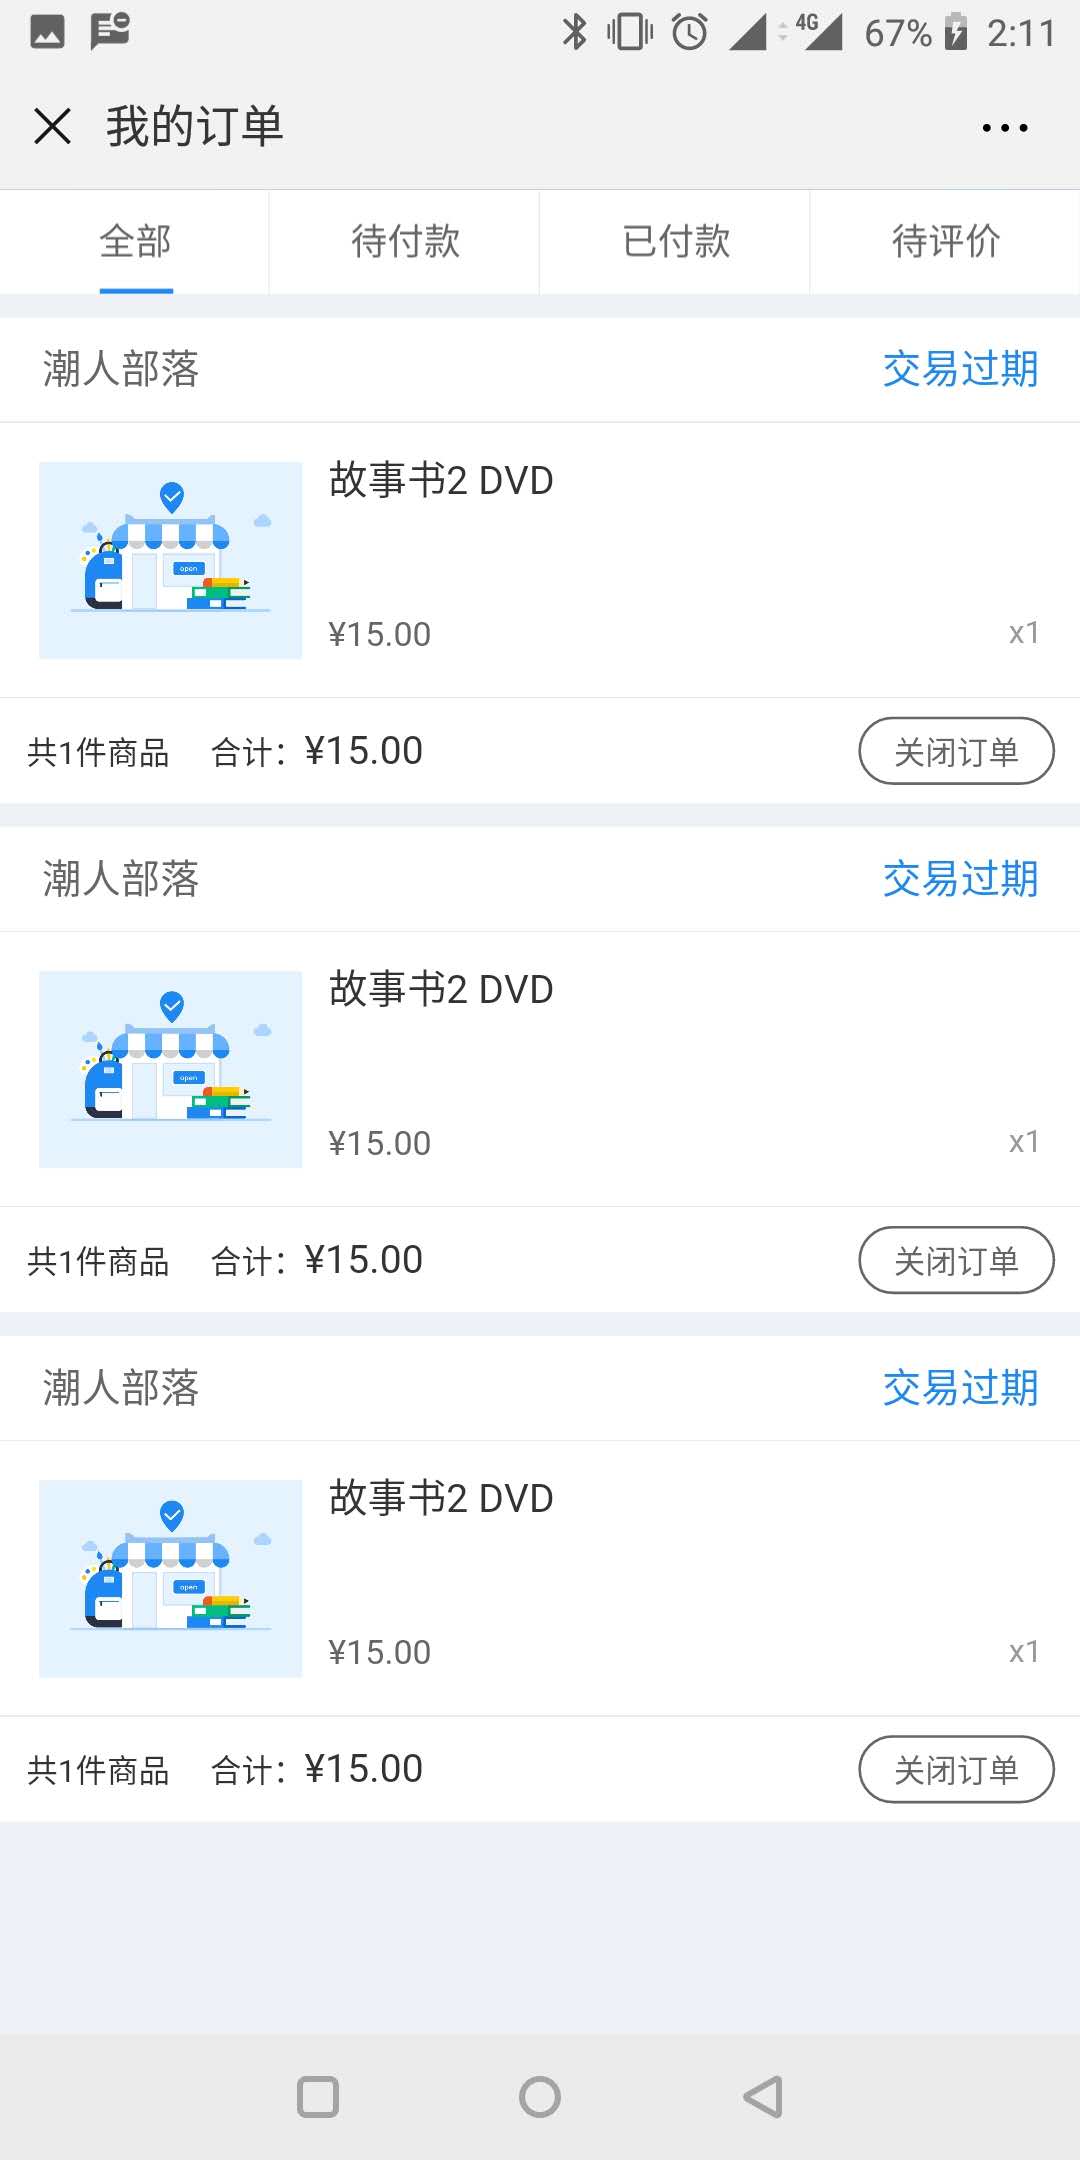 4G 67% 2:11
我的订单
全部 待付款 已付款 待评价
潮人部落 交易过期
故事书2 DVD
open
¥15.00 x1
共1件商品 合计：¥15.00 关闭订单
潮人部落 交易过期
故事书2 DVD
open
¥15.00 x1
共1件商品 合计：¥15.00 关闭订单
潮人部落 交易过期
故事书2 DVD
open
¥15.00 x1
共1件商品 合计：¥15.00 关闭订单